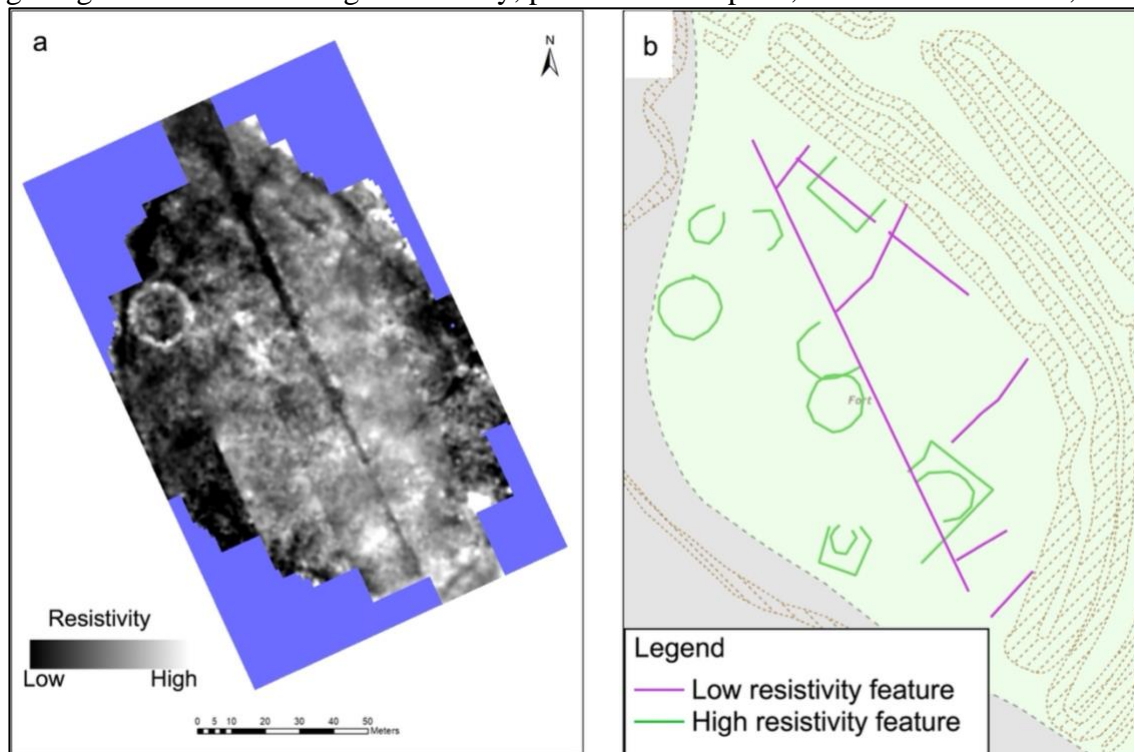 a
N
Resistivity
Low High
0 5 10 20 30 40 50
Meters
b
Fort
Legend
Low resistivity feature
High resistivity feature